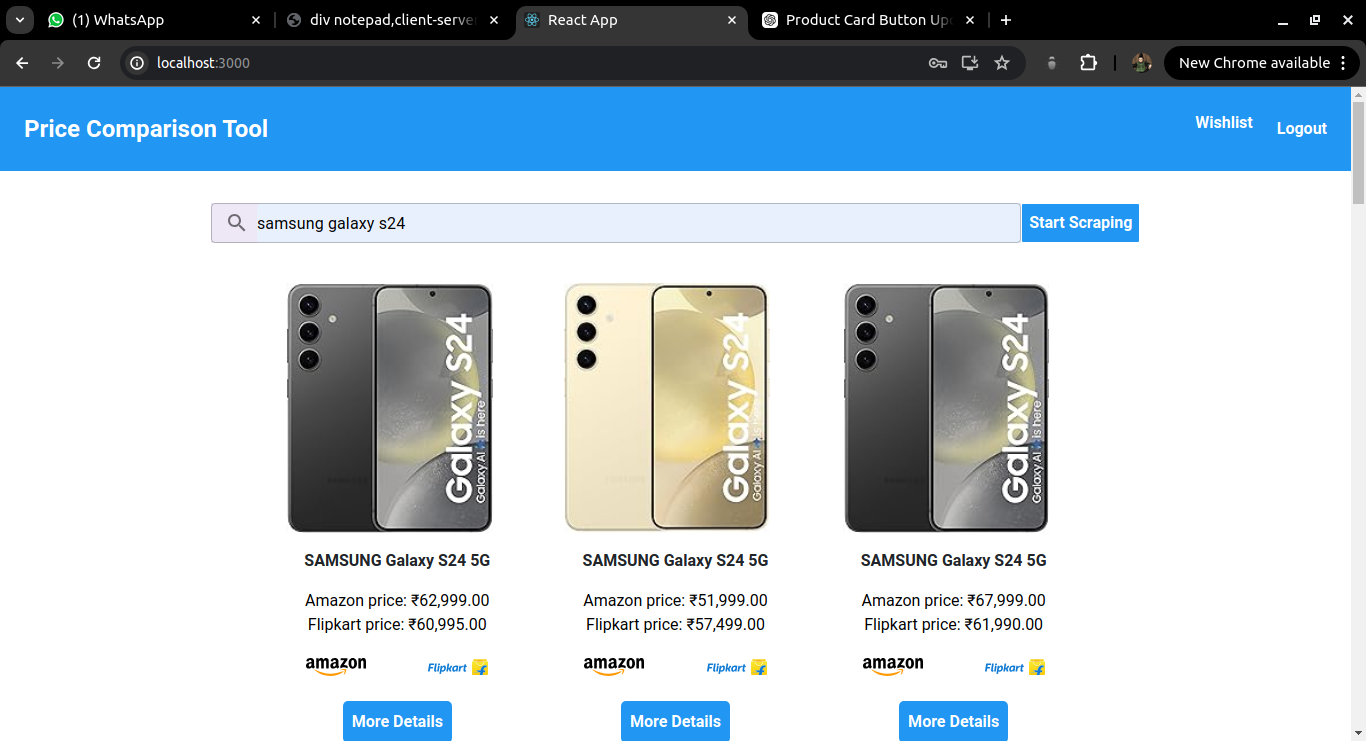 (1) WhatsApp
div notepad,client-serve
React App
Product Card Button Up
localhost:3000
New Chrome available
Price Comparison Tool
Wishlist
Logout
samsung galaxy s24
Start Scraping
Galaxy S24
Galaxy AI is here
Galaxy S24
Galaxy AI is here
Galaxy S24
Galaxy AI is here
SAMSUNG Galaxy S24 5G
SAMSUNG Galaxy S24 5G
SAMSUNG Galaxy S24 5G
Amazon price: ₹62,999.00
Flipkart price: ₹60,995.00
Amazon price: ₹51,999.00
Flipkart price: ₹57,499.00
Amazon price: ₹67,999.00
Flipkart price: ₹61,990.00
amazon
Flipkart
amazon
Flipkart
amazon
Flipkart
More Details
More Details
More Details